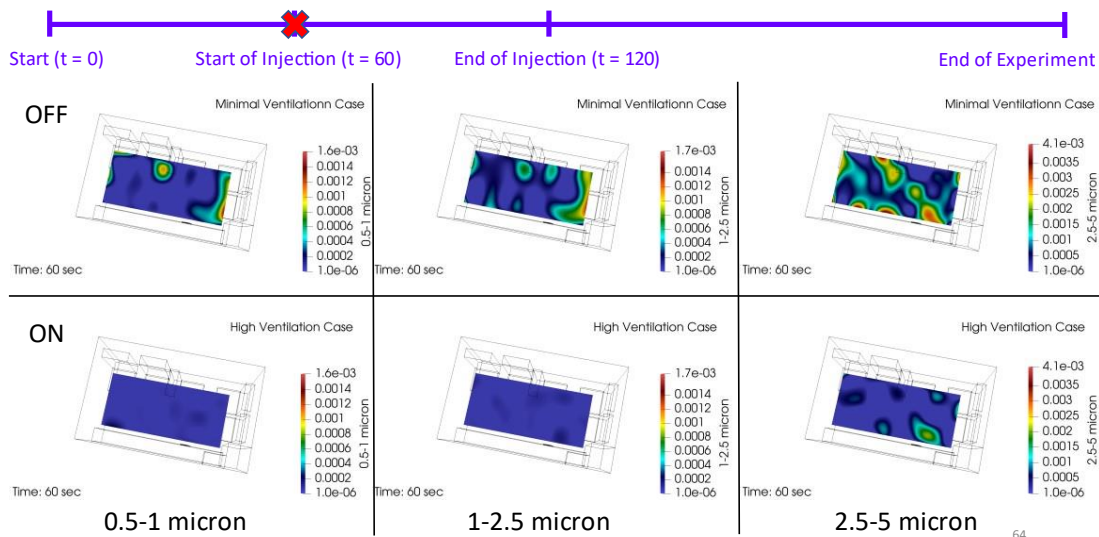 Start (t = 0)
Start of Injection (t = 60)
End of Injection (t = 120)
End of Experiment
OFF
Minimal Ventilationn Case
1.6e-03
0.0014
0.0012
0.001
0.0008
0.0006
0.0004
0.0002
1.0e-06
0.5-1 micron
Time: 60 sec
Minimal Ventilationn Case
1.7e-03
0.0014
0.0012
0.001
0.0008
0.0006
0.0004
0.0002
1.0e-06
1-2.5 micron
Time: 60 sec
Minimal Ventilationn Case
4.1e-03
0.0035
0.003
0.0025
0.002
0.0015
0.001
0.0005
1.0e-06
2.5-5 micron
Time: 60 sec
ON
High Ventilation Case
1.6e-03
0.0014
0.0012
0.001
0.0008
0.0006
0.0004
0.0002
1.0e-06
0.5-1 micron
Time: 60 sec
High Ventilation Case
1.7e-03
0.0014
0.0012
0.001
0.0008
0.0006
0.0004
0.0002
1.0e-06
1-2.5 micron
Time: 60 sec
High Ventilation Case
4.1e-03
0.0035
0.003
0.0025
0.002
0.0015
0.001
0.0005
1.0e-06
2.5-5 micron
Time: 60 sec
0.5-1 micron
1-2.5 micron
2.5-5 micron
64